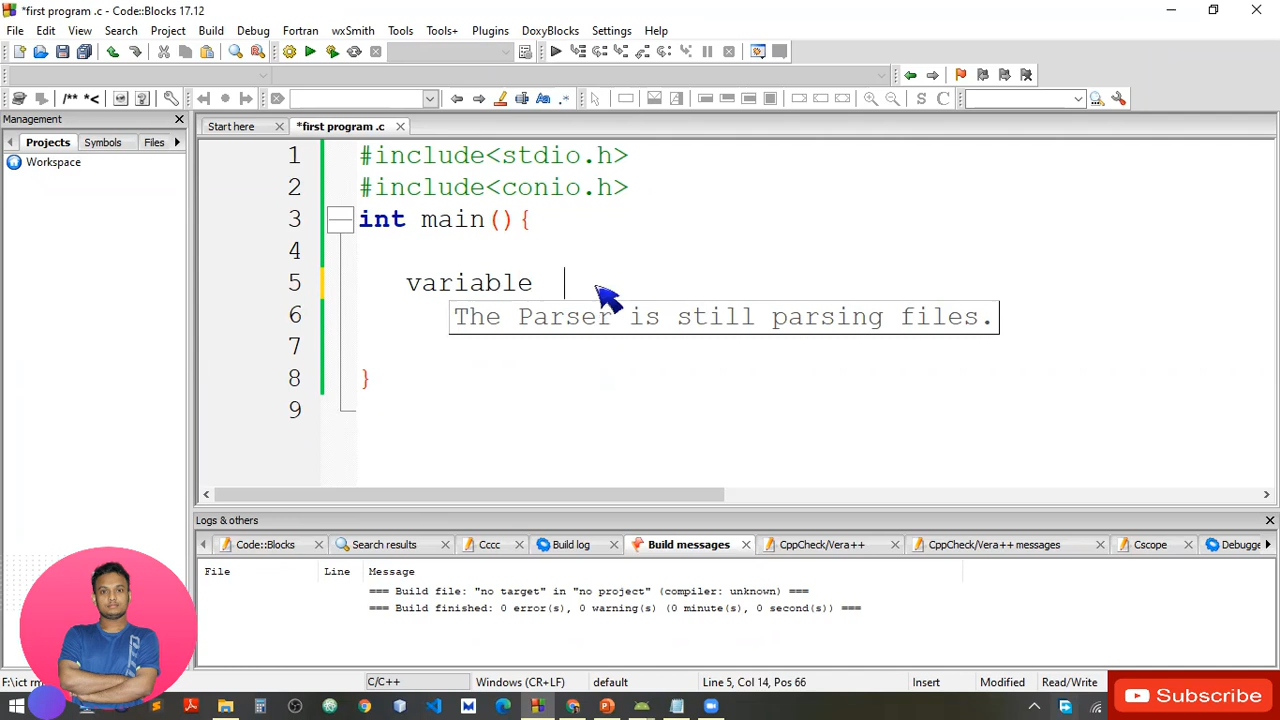 *first program .c - Code::Blocks 17.12
File Edit View Search Project Build Debug Fortran wxSmith Tools Tools+ Plugins DoxyBlocks Settings Help
/** *<
S C
Management
Projects Symbols Files
Workspace
Start here *first program .c
1 #include<stdio.h>
2 #include<conio.h>
3 int main(){
4
5 variable
6 The Parser is still parsing files.
7
8 }
9
Logs & others
Code::Blocks Search results Cccc Build log Build messages CppCheck/Vera++ CppCheck/Vera++ messages Cscope Debugge
File Line Message
=== Build file: "no target" in "no project" (compiler: unknown) ===
=== Build finished: 0 error(s), 0 warning(s) (0 minute(s), 0 second(s)) ===
F:\ict C/C++ Windows (CR+LF) default Line 5, Col 14, Pos 66 Insert Modified Read/Write
Subscribe